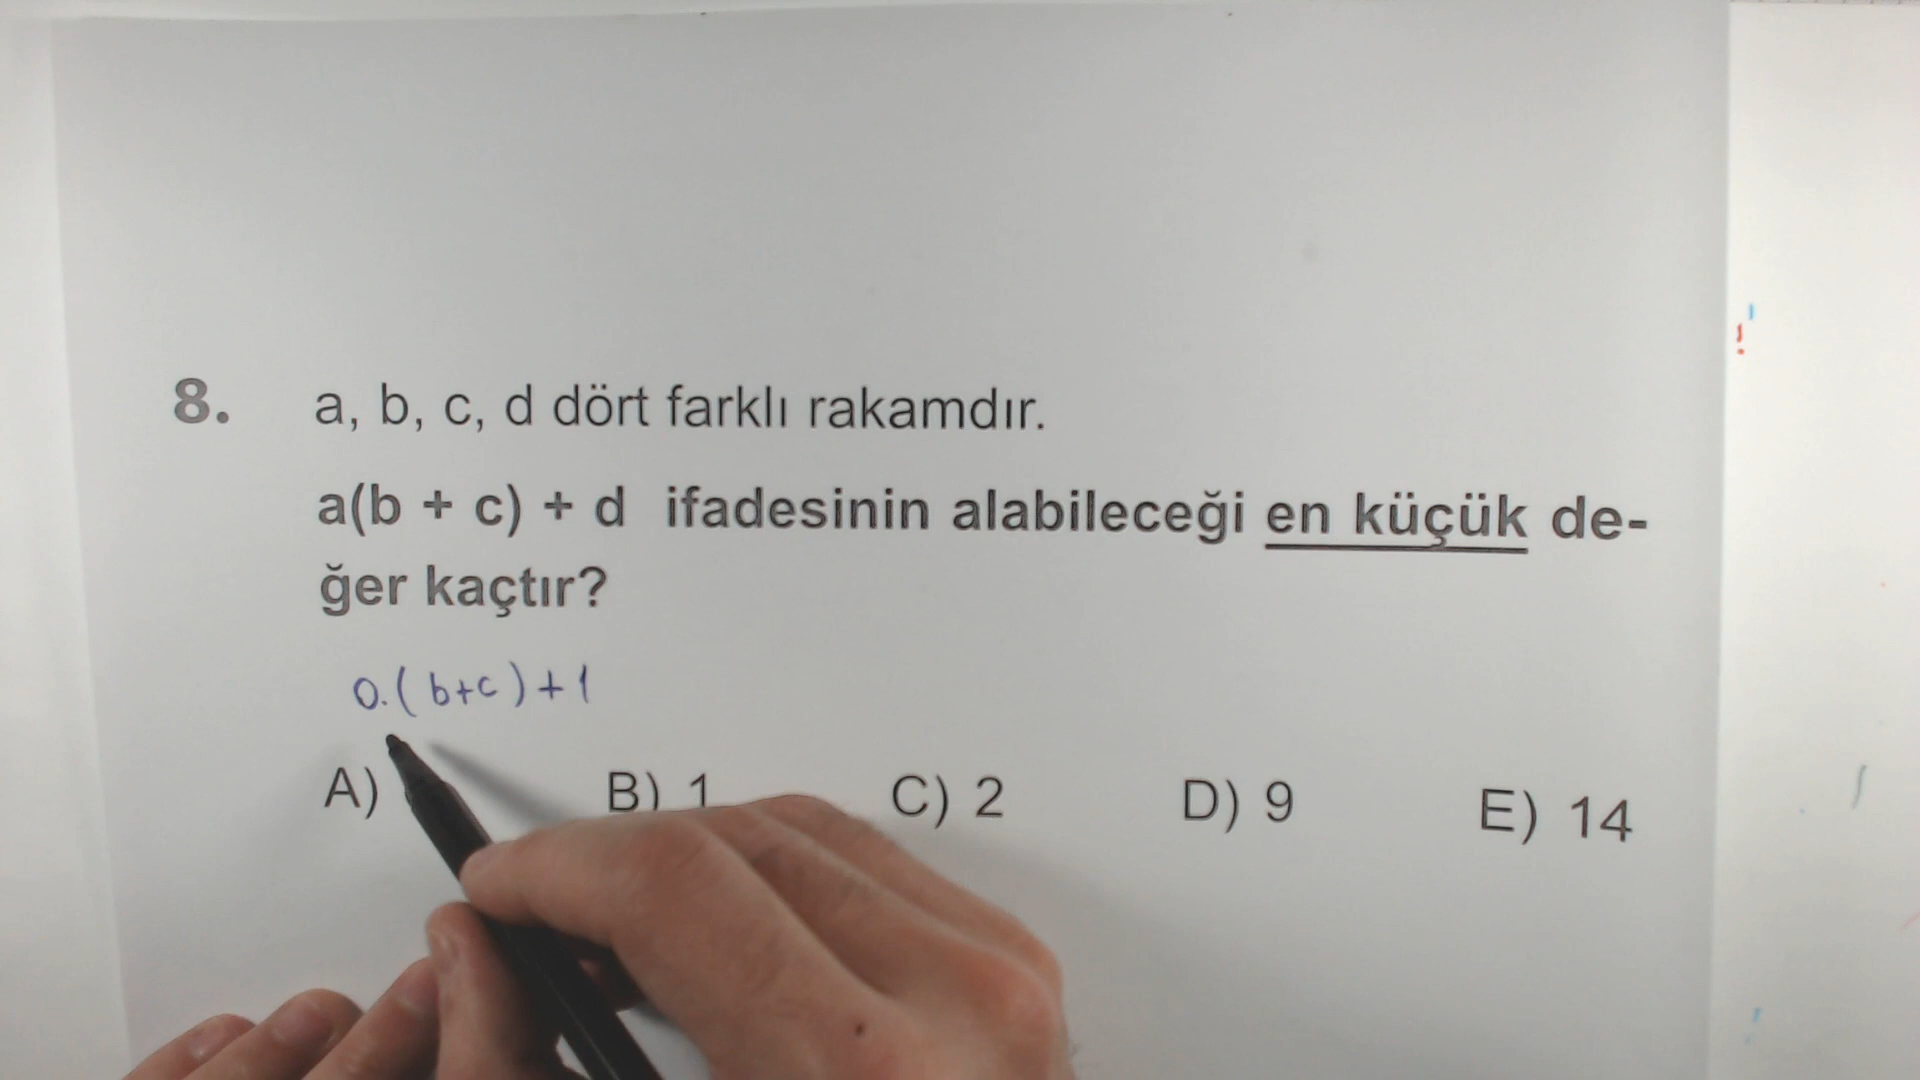 8. a, b, c, d dört farklı rakamdır.
a(b + c) + d ifadesinin alabileceği en küçük de-
ğer kaçtır?
0.(b+c)+1
A) B) 1 C) 2 D) 9 E) 14